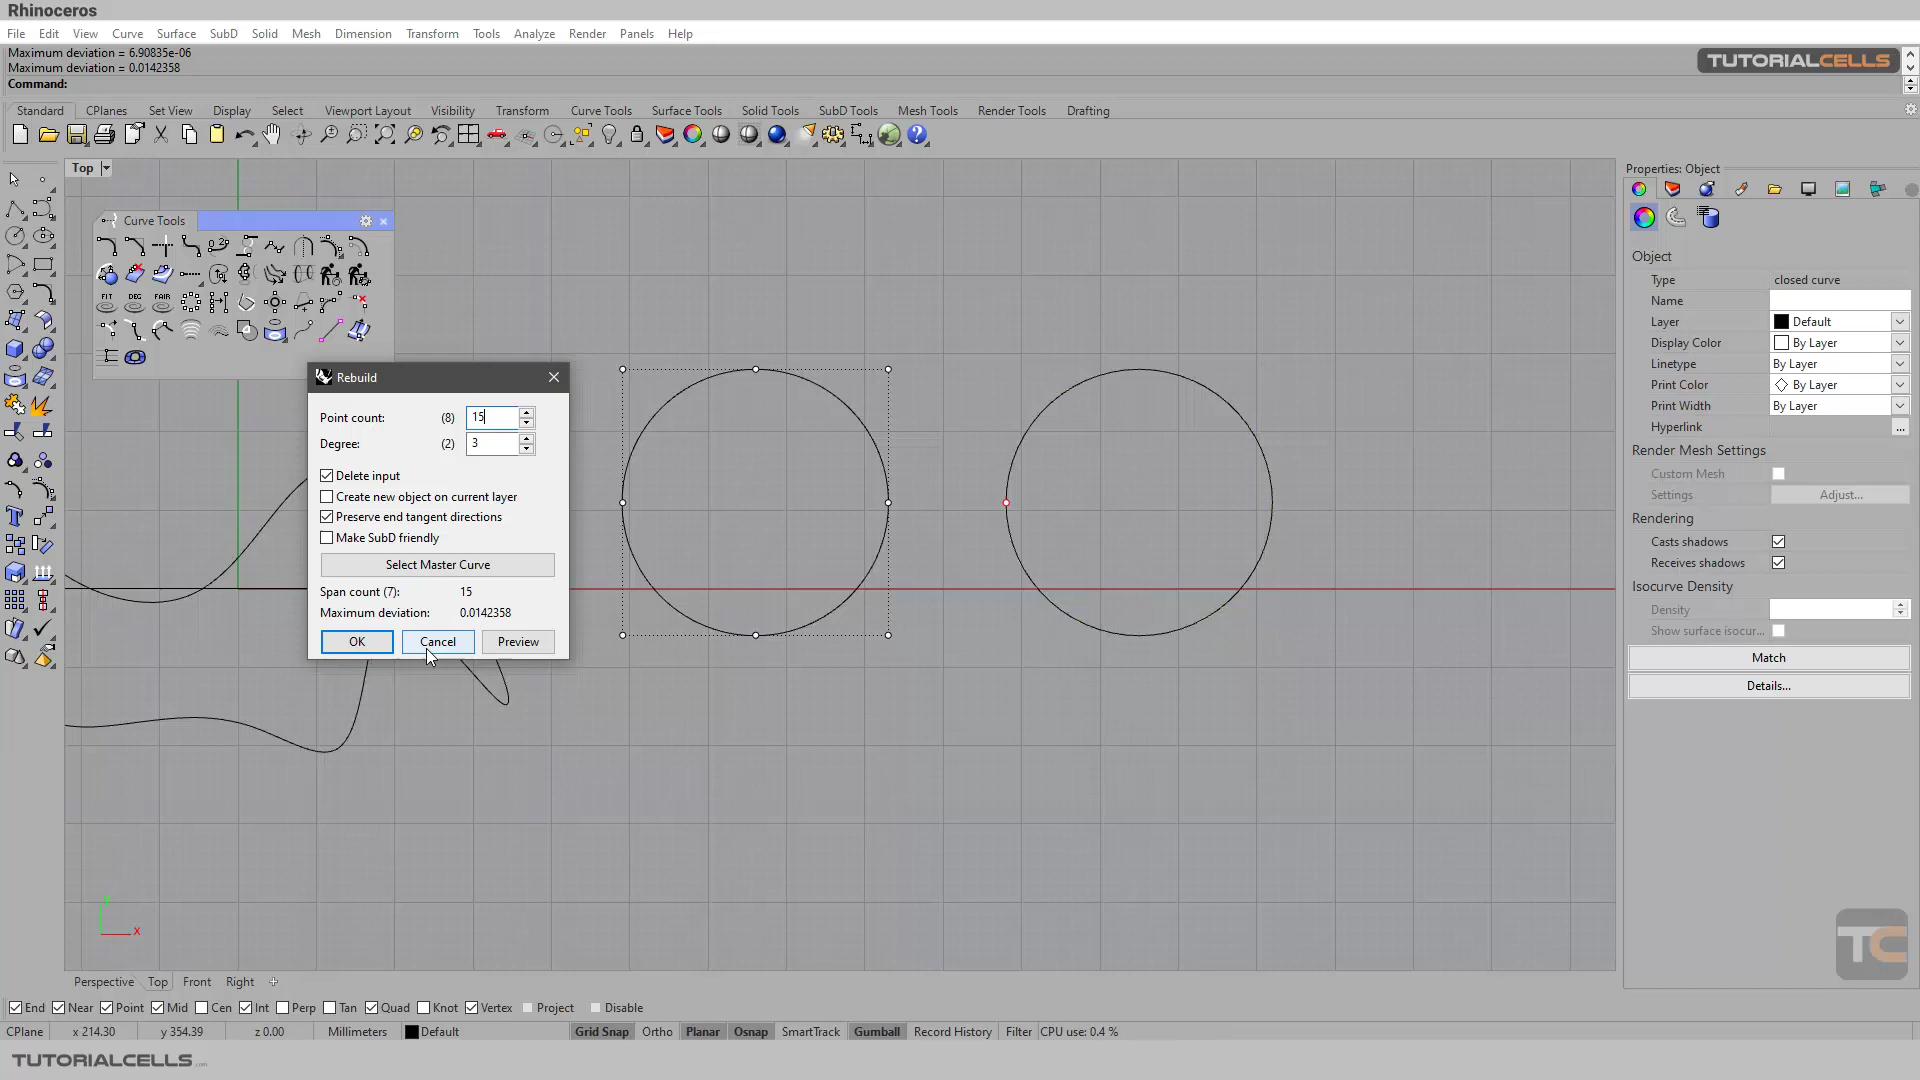 Rhinoceros
File Edit View Curve Surface SubD Solid Mesh Dimension Transform Tools Analyze Render Panels Help
Maximum deviation = 6.90835e-06
Maximum deviation = 0.0142358
Command:
TUTORIALCELLS
Standard CPlanes Set View Display Select Viewport Layout Visibility Transform Curve Tools Surface Tools Solid Tools SubD Tools Mesh Tools Render Tools Drafting
Top
Curve Tools
FIT DEG FAIR
Rebuild
Point count: (8) 15
Degree: (2) 3
Delete input
Create new object on current layer
Preserve end tangent directions
Make SubD friendly
Select Master Curve
Span count (7): 15
Maximum deviation: 0.0142358
OK Cancel Preview
Properties: Object
Object
Type closed curve
Name
Layer Default
Display Color By Layer
Linetype By Layer
Print Color By Layer
Print Width By Layer
Hyperlink ...
Render Mesh Settings
Custom Mesh
Settings Adjust...
Rendering
Casts shadows
Receives shadows
Isocurve Density
Density
Show surface isocur...
Match
Details...
y
x
TC
Perspective Top Front Right
End Near Point Mid Cen Int Perp Tan Quad Knot Vertex Project Disable
CPlane x 214.30 y 354.39 z 0.00 Millimeters Default Grid Snap Ortho Planar Osnap SmartTrack Gumball Record History Filter CPU use: 0.4 %
TUTORIALCELLS